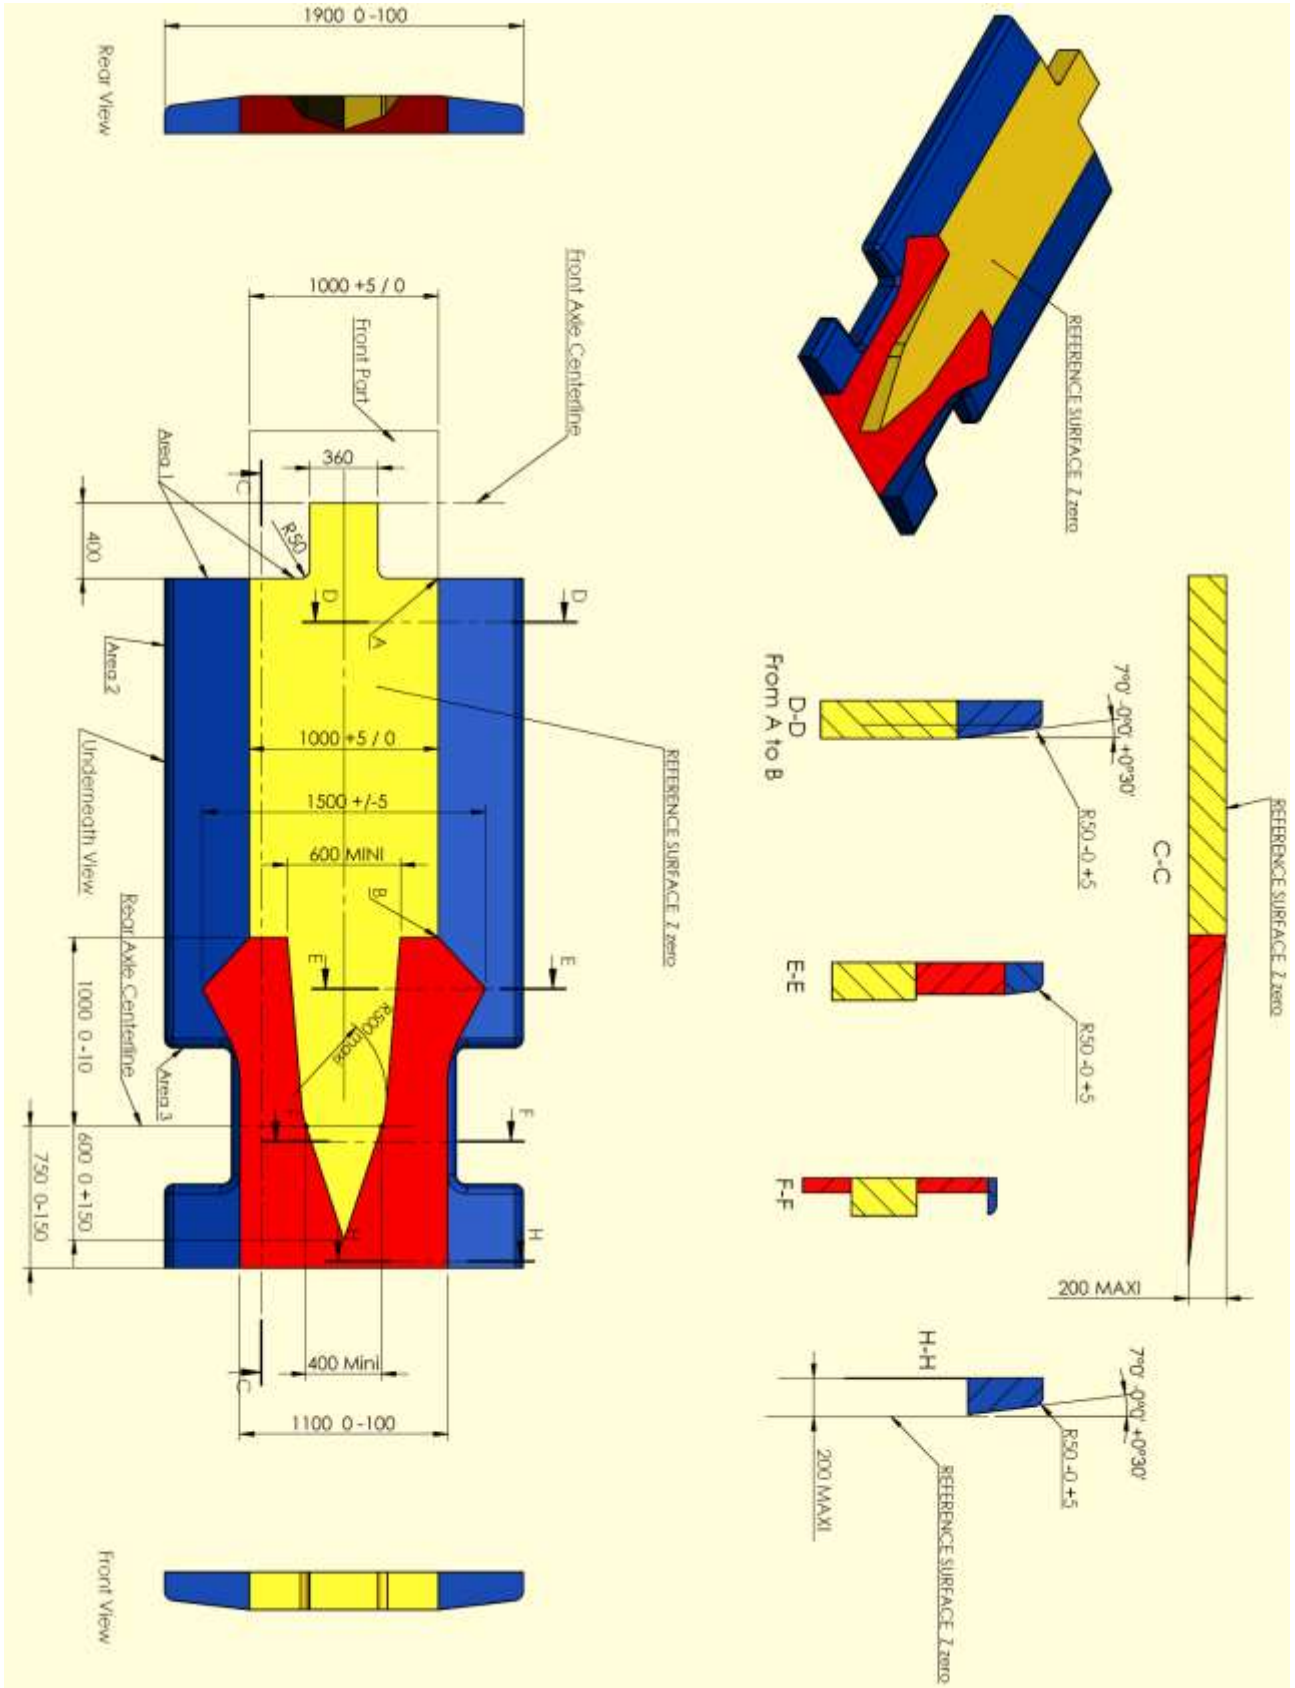 1900 0 -100
Rear View
REFERENCE SURFACE Z zero
Front Axle Centerline
1000 +5 / 0
Front Part
360
C
Area 1
R50
400
D
D
A
Area 2
REFERENCE SURFACE Z zero
1000 +5 / 0
Underneath View
1500 +/-5
600 MINI
B
Rear Axle Centerline
E
E
R500 mini
1000 0 -10
Area 3
F
600 0 +150
750 0-150
H
400 Mini
C
1100 0 -100
Front View
REFERENCE SURFACE Z zero
C-C
200 MAXI
7°0' -0°0' +0°30'
R50 -0 +5
D-D
From A to B
R50 -0 +5
E-E
F-F
7°0' -0°0' +0°30'
R50 -0 +5
H-H
200 MAXI
REFERENCE SURFACE Z zero